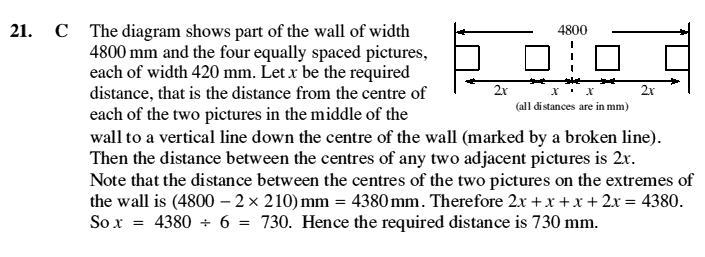 21. C The diagram shows part of the wall of width
4800 mm and the four equally spaced pictures,
each of width 420 mm. Let x be the required
distance, that is the distance from the centre of
each of the two pictures in the middle of the
wall to a vertical line down the centre of the wall (marked by a broken line).
Then the distance between the centres of any two adjacent pictures is 2x.
Note that the distance between the centres of the two pictures on the extremes of
the wall is (4800 – 2 × 210) mm = 4380 mm. Therefore 2x + x + x + 2x = 4380.
So x = 4380 ÷ 6 = 730. Hence the required distance is 730 mm.
4800
2x x x 2x
(all distances are in mm)